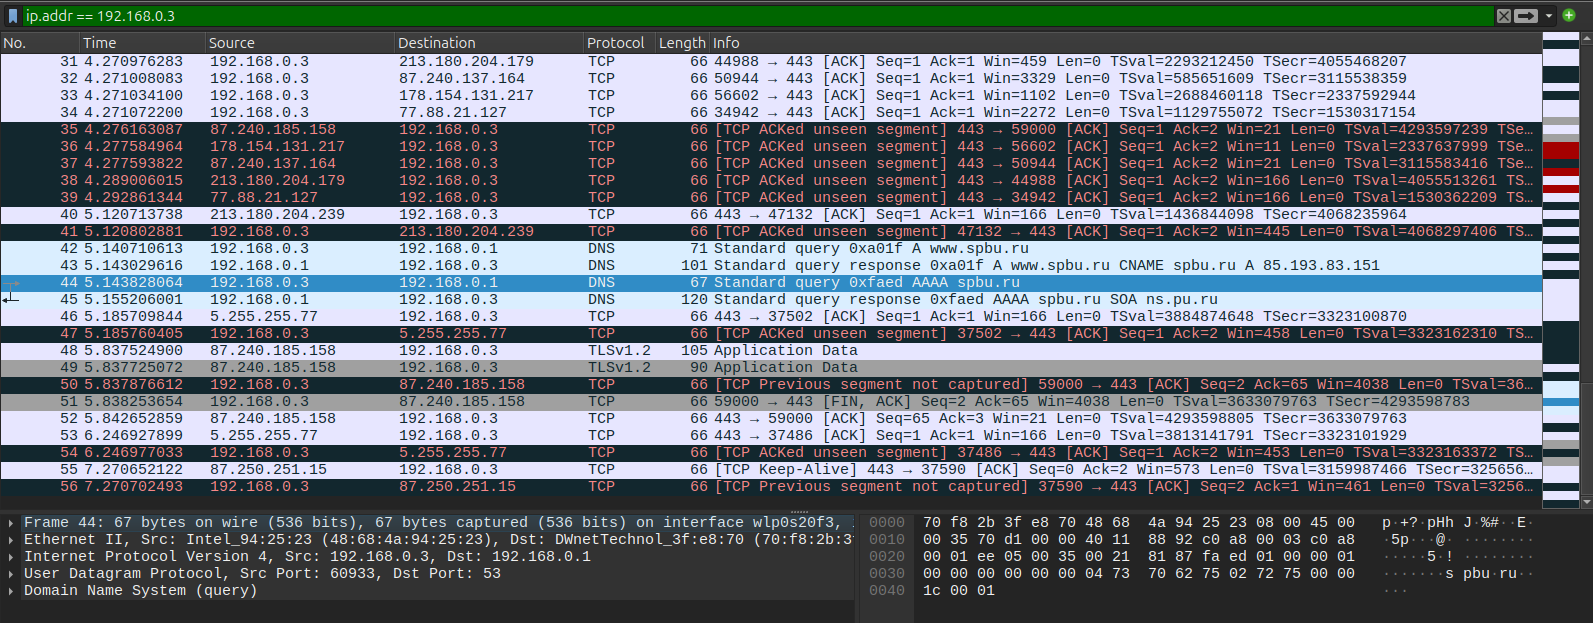 ip.addr == 192.168.0.3
No. Time Source Destination Protocol Length Info
31 4.270976283 192.168.0.3 213.180.204.179 TCP 66 44988 → 443 [ACK] Seq=1 Ack=1 Win=459 Len=0 TSval=2293212450 TSecr=4055468207
32 4.271008083 192.168.0.3 87.240.137.164 TCP 66 50944 → 443 [ACK] Seq=1 Ack=1 Win=3329 Len=0 TSval=585651609 TSecr=3115538359
33 4.271034100 192.168.0.3 178.154.131.217 TCP 66 56602 → 443 [ACK] Seq=1 Ack=1 Win=1102 Len=0 TSval=2688460118 TSecr=2337592944
34 4.271072200 192.168.0.3 77.88.21.127 TCP 66 34942 → 443 [ACK] Seq=1 Ack=1 Win=2272 Len=0 TSval=1129755072 TSecr=1530317154
35 4.276163087 87.240.185.158 192.168.0.3 TCP 66 [TCP ACKed unseen segment] 443 → 59000 [ACK] Seq=1 Ack=2 Win=21 Len=0 TSval=4293597239 TSe…
36 4.277584964 178.154.131.217 192.168.0.3 TCP 66 [TCP ACKed unseen segment] 443 → 56602 [ACK] Seq=1 Ack=2 Win=11 Len=0 TSval=2337637999 TSe…
37 4.277593822 87.240.137.164 192.168.0.3 TCP 66 [TCP ACKed unseen segment] 443 → 50944 [ACK] Seq=1 Ack=2 Win=21 Len=0 TSval=3115583416 TSe…
38 4.289006015 213.180.204.179 192.168.0.3 TCP 66 [TCP ACKed unseen segment] 443 → 44988 [ACK] Seq=1 Ack=2 Win=166 Len=0 TSval=4055513261 TS…
39 4.292861344 77.88.21.127 192.168.0.3 TCP 66 [TCP ACKed unseen segment] 443 → 34942 [ACK] Seq=1 Ack=2 Win=166 Len=0 TSval=1530362209 TS…
40 5.120713738 213.180.204.239 192.168.0.3 TCP 66 443 → 47132 [ACK] Seq=1 Ack=1 Win=166 Len=0 TSval=1436844098 TSecr=4068235964
41 5.120802881 192.168.0.3 213.180.204.239 TCP 66 [TCP ACKed unseen segment] 47132 → 443 [ACK] Seq=1 Ack=2 Win=445 Len=0 TSval=4068297406 TS…
42 5.140710613 192.168.0.3 192.168.0.1 DNS 71 Standard query 0xa01f A www.spbu.ru
43 5.143029616 192.168.0.1 192.168.0.3 DNS 101 Standard query response 0xa01f A www.spbu.ru CNAME spbu.ru A 85.193.83.151
44 5.143828064 192.168.0.3 192.168.0.1 DNS 67 Standard query 0xfaed AAAA spbu.ru
45 5.155206001 192.168.0.1 192.168.0.3 DNS 120 Standard query response 0xfaed AAAA spbu.ru SOA ns.pu.ru
46 5.185709844 5.255.255.77 192.168.0.3 TCP 66 443 → 37502 [ACK] Seq=1 Ack=1 Win=166 Len=0 TSval=3884874648 TSecr=3323100870
47 5.185760405 192.168.0.3 5.255.255.77 TCP 66 [TCP ACKed unseen segment] 37502 → 443 [ACK] Seq=1 Ack=2 Win=458 Len=0 TSval=3323162310 TS…
48 5.837524900 87.240.185.158 192.168.0.3 TLSv1.2 105 Application Data
49 5.837725072 87.240.185.158 192.168.0.3 TLSv1.2 90 Application Data
50 5.837876612 192.168.0.3 87.240.185.158 TCP 66 [TCP Previous segment not captured] 59000 → 443 [ACK] Seq=2 Ack=65 Win=4038 Len=0 TSval=36…
51 5.838253654 192.168.0.3 87.240.185.158 TCP 66 59000 → 443 [FIN, ACK] Seq=2 Ack=65 Win=4038 Len=0 TSval=3633079763 TSecr=4293598783
52 5.842652859 87.240.185.158 192.168.0.3 TCP 66 443 → 59000 [ACK] Seq=65 Ack=3 Win=21 Len=0 TSval=4293598805 TSecr=3633079763
53 6.246927899 5.255.255.77 192.168.0.3 TCP 66 443 → 37486 [ACK] Seq=1 Ack=1 Win=166 Len=0 TSval=3813141791 TSecr=3323101929
54 6.246977033 192.168.0.3 5.255.255.77 TCP 66 [TCP ACKed unseen segment] 37486 → 443 [ACK] Seq=1 Ack=2 Win=453 Len=0 TSval=3323163372 TS…
55 7.270652122 87.250.251.15 192.168.0.3 TCP 66 [TCP Keep-Alive] 443 → 37590 [ACK] Seq=0 Ack=2 Win=573 Len=0 TSval=3159987466 TSecr=325656…
56 7.270702493 192.168.0.3 87.250.251.15 TCP 66 [TCP Previous segment not captured] 37590 → 443 [ACK] Seq=2 Ack=1 Win=461 Len=0 TSval=3256…
Frame 44: 67 bytes on wire (536 bits), 67 bytes captured (536 bits) on interface wlp0s20f3,
Ethernet II, Src: Intel_94:25:23 (48:68:4a:94:25:23), Dst: DWnetTechnol_3f:e8:70 (70:f8:2b:3f
Internet Protocol Version 4, Src: 192.168.0.3, Dst: 192.168.0.1
User Datagram Protocol, Src Port: 60933, Dst Port: 53
Domain Name System (query)
0000 70 f8 2b 3f e8 70 48 68 4a 94 25 23 08 00 45 00 p·+?·pHh J·%#··E·
0010 00 35 70 d1 00 00 40 11 88 92 c0 a8 00 03 c0 a8 ·5p···@· ········
0020 00 01 ee 05 00 35 00 21 81 87 fa ed 01 00 00 01 ·····5·! ········
0030 00 00 00 00 00 00 04 73 70 62 75 02 72 75 00 00 ·······s pbu·ru··
0040 1c 00 01 ···